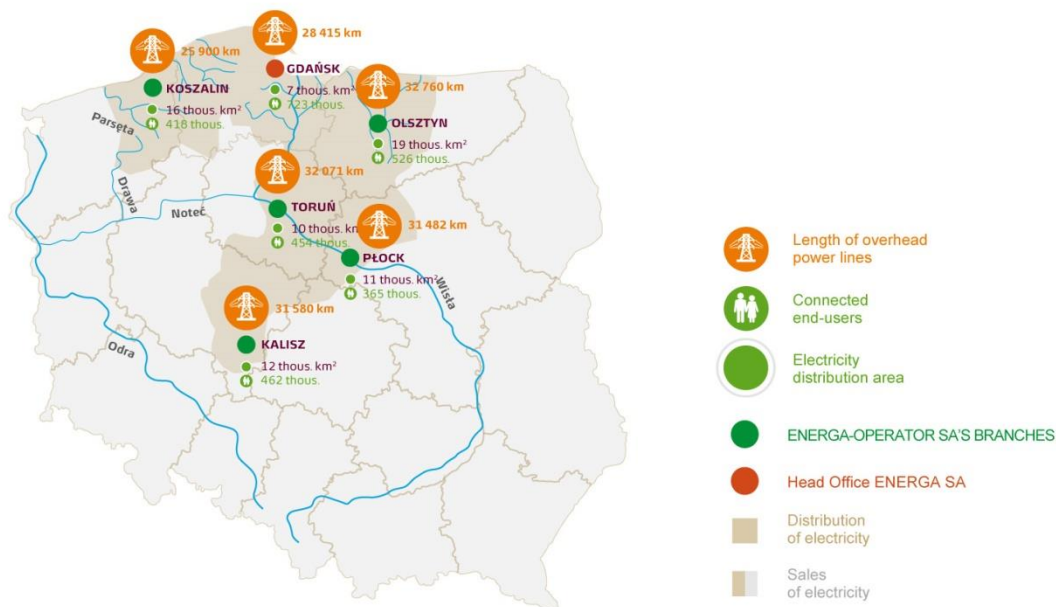 28 415 km
25 900 km
GDAŃSK
KOSZALIN
7 thous. km²
723 thous.
32 760 km
16 thous. km²
418 thous.
Parsęta
OLSZTYN
19 thous. km²
526 thous.
32 071 km
Drawa
Noteć
TORUŃ
10 thous. km²
454 thous.
31 482 km
PŁOCK
11 thous. km²
365 thous.
Wisła
31 580 km
KALISZ
12 thous. km²
462 thous.
Odra
Length of overhead
power lines
Connected
end-users
Electricity
distribution area
ENERGA-OPERATOR SA'S BRANCHES
Head Office ENERGA SA
Distribution
of electricity
Sales
of electricity